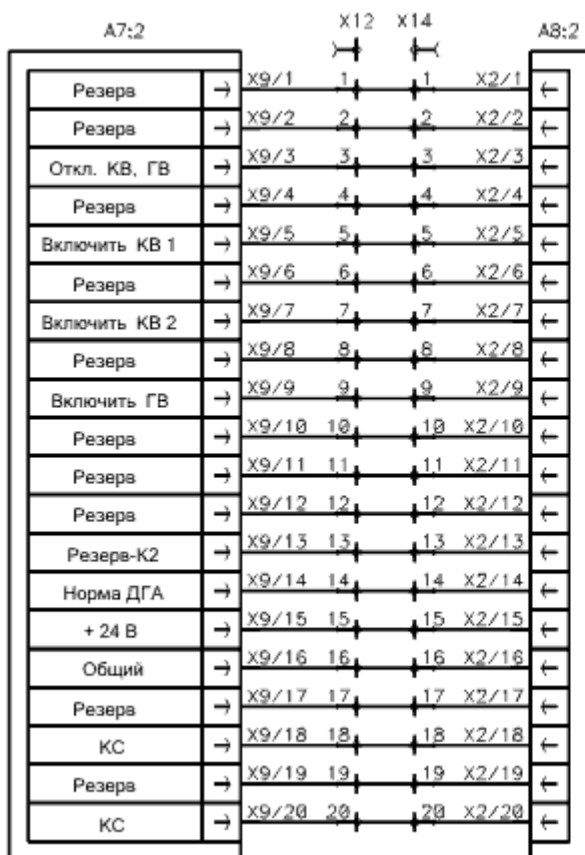 A7:2 X12 X14 A8:2
Резерв X9/1 1 1 X2/1
Резерв X9/2 2 2 X2/2
Откл. КВ, ГВ X9/3 3 3 X2/3
Резерв X9/4 4 4 X2/4
Включить КВ 1 X9/5 5 5 X2/5
Резерв X9/6 6 6 X2/6
Включить КВ 2 X9/7 7 7 X2/7
Резерв X9/8 8 8 X2/8
Включить ГВ X9/9 9 9 X2/9
Резерв X9/10 10 10 X2/10
Резерв X9/11 11 11 X2/11
Резерв X9/12 12 12 X2/12
Резерв-К2 X9/13 13 13 X2/13
Норма ДГА X9/14 14 14 X2/14
+ 24 В X9/15 15 15 X2/15
Общий X9/16 16 16 X2/16
Резерв X9/17 17 17 X2/17
КС X9/18 18 18 X2/18
Резерв X9/19 19 19 X2/19
КС X9/20 20 20 X2/20